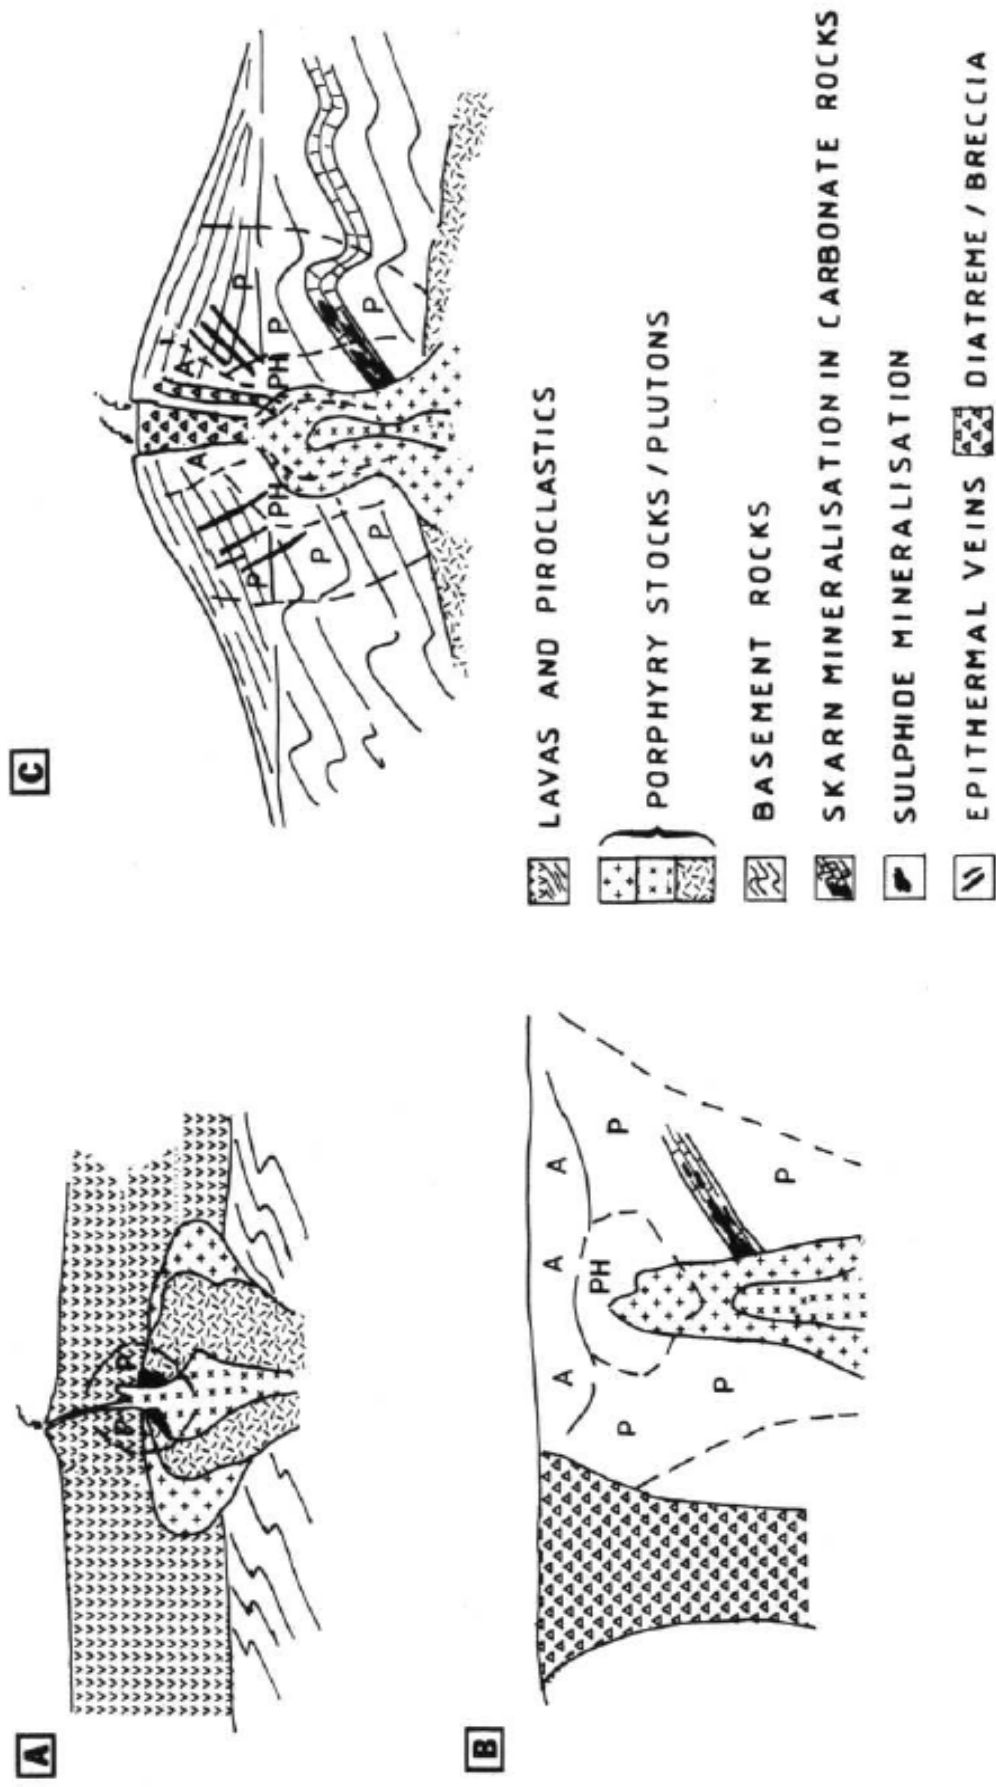 A
P P
C
A A
P P
PH PH P
P
P P
B
A A A
PH
P P
P P
LAVAS AND PIROCLASTICS
PORPHYRY STOCKS/PLUTONS
BASEMENT ROCKS
SKARN MINERALISATION IN CARBONATE ROCKS
SULPHIDE MINERALISATION
EPITHERMAL VEINS DIATREME/BRECCIA